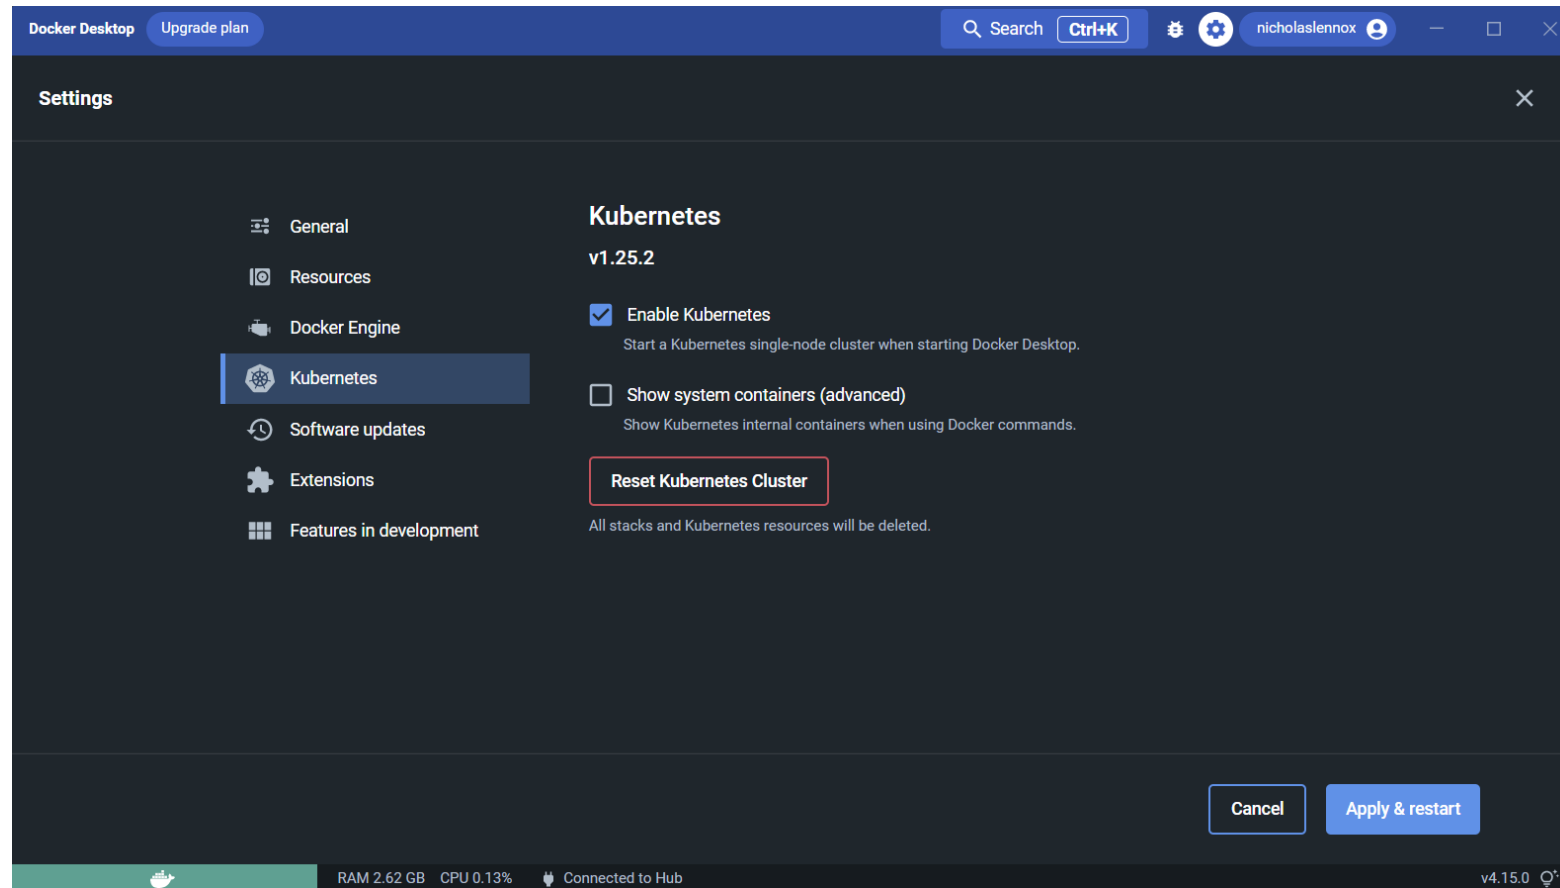 Docker Desktop Upgrade plan Search Ctrl+K nicholaslennox
Settings
General
Resources
Docker Engine
Kubernetes
Software updates
Extensions
Features in development
Kubernetes
v1.25.2
Enable Kubernetes
Start a Kubernetes single-node cluster when starting Docker Desktop.
Show system containers (advanced)
Show Kubernetes internal containers when using Docker commands.
Reset Kubernetes Cluster
All stacks and Kubernetes resources will be deleted.
Cancel Apply & restart
RAM 2.62 GB CPU 0.13% Connected to Hub v4.15.0